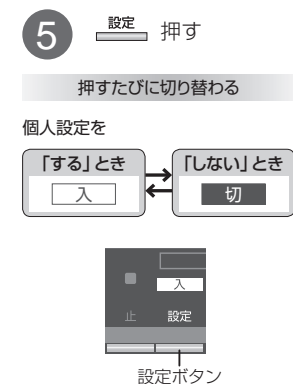 5 設定 押す
押すたびに切り替わる
個人設定を
「する」とき 「しない」とき
入 切
入
止 設定
設定ボタン